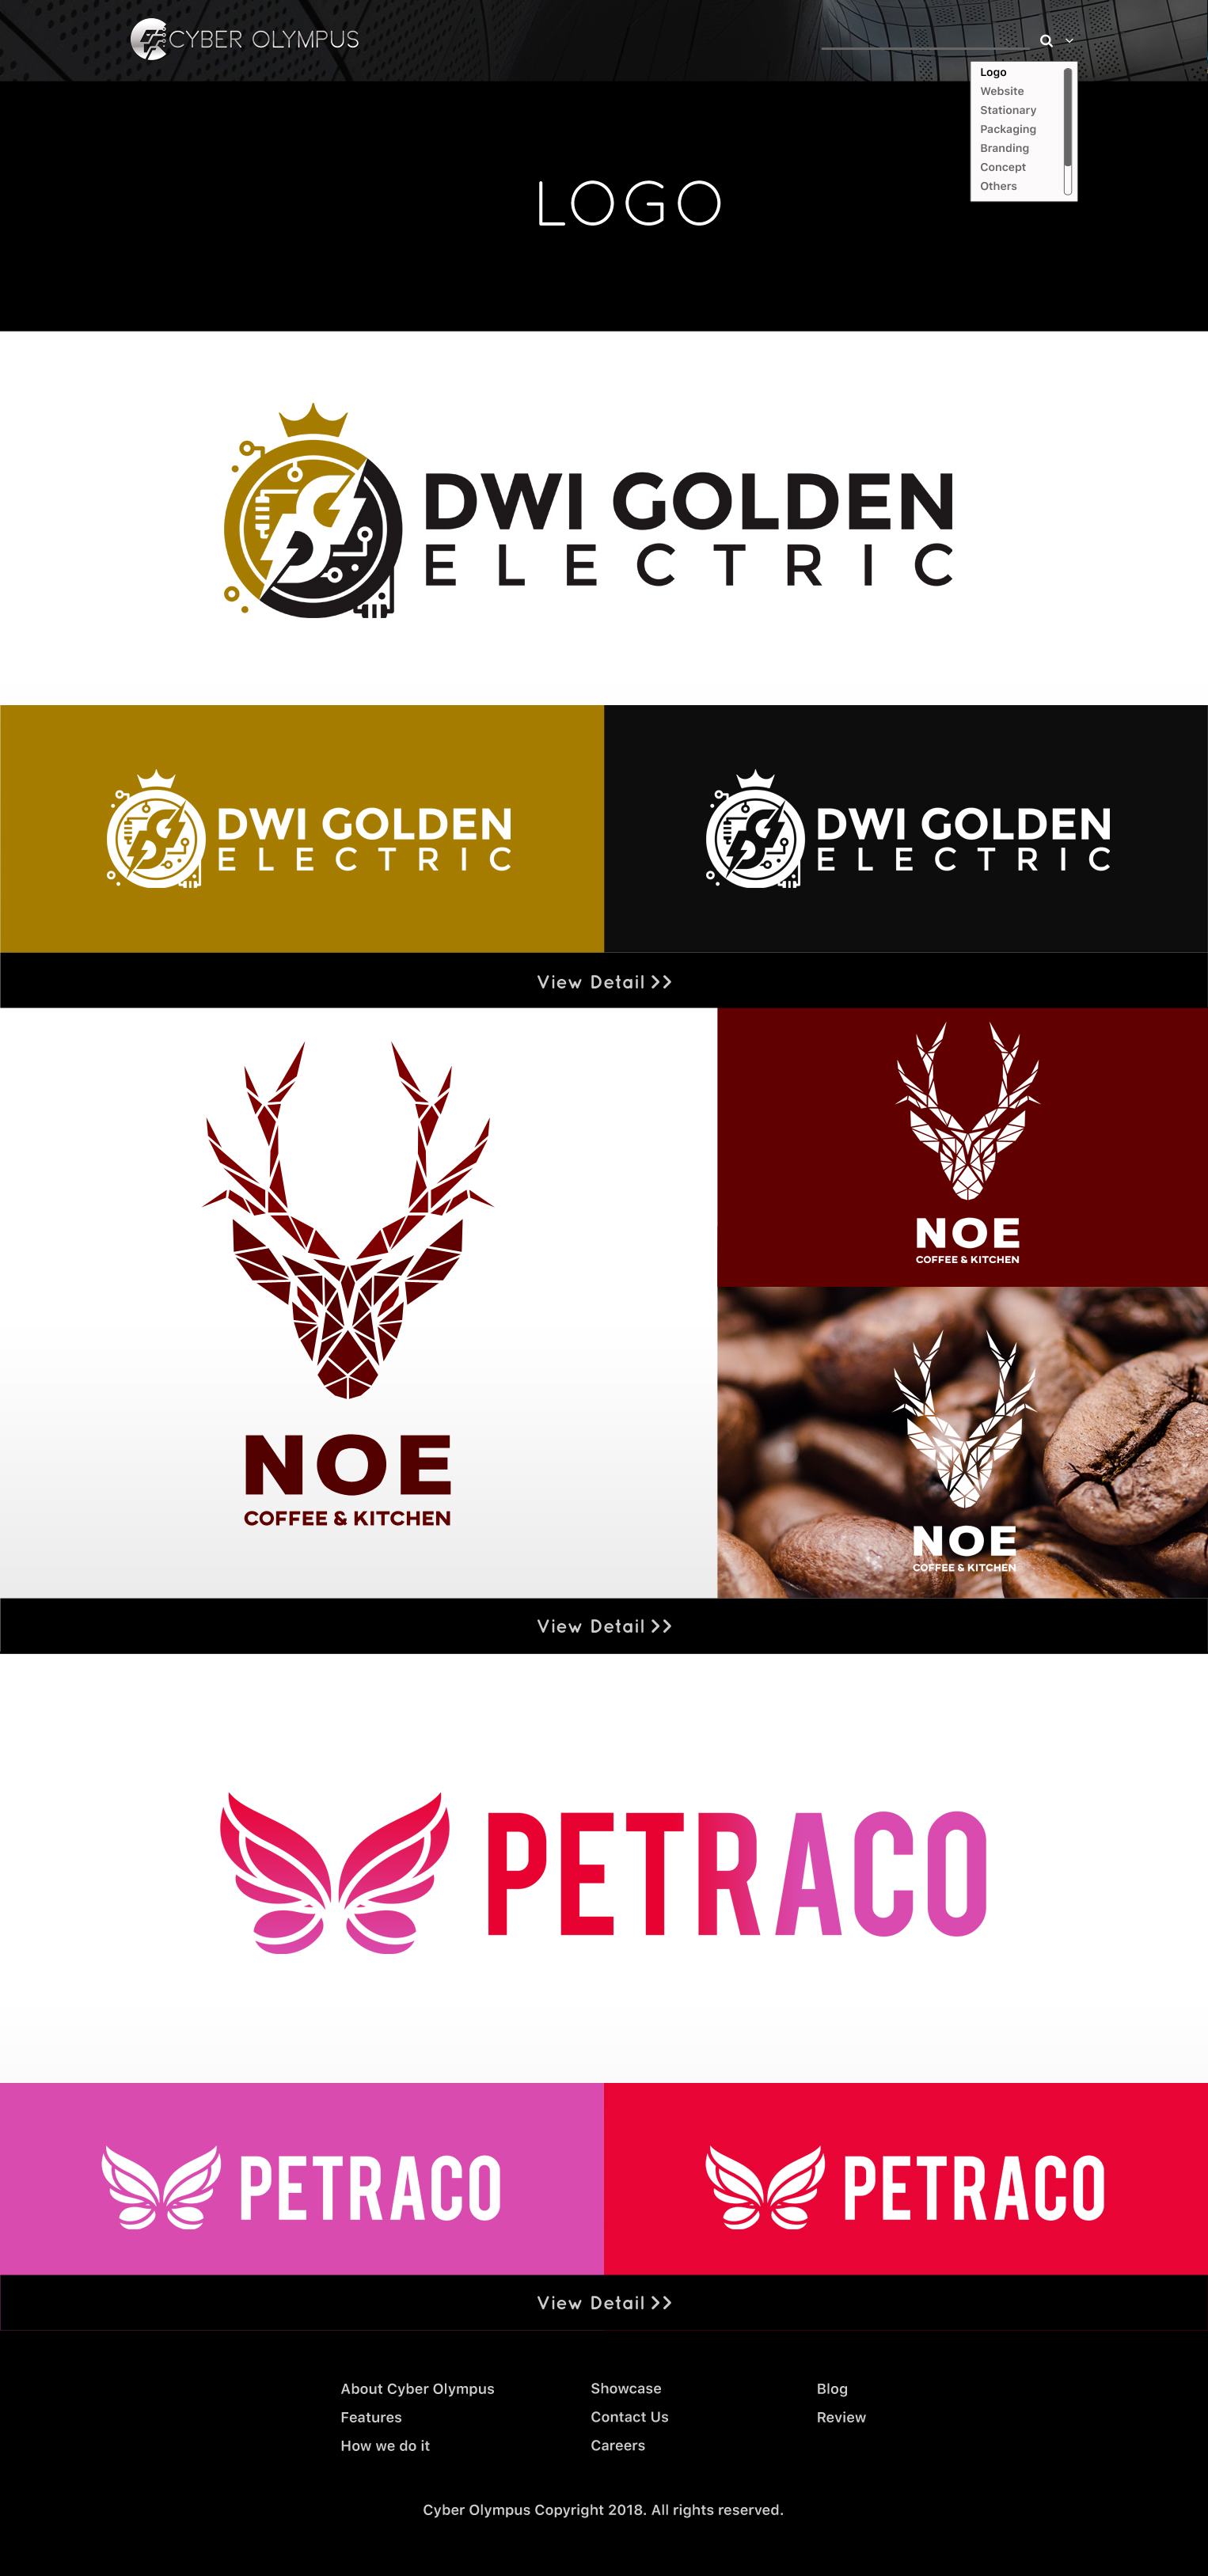 CYBER OLYMPUS
Logo
Website
Stationary
Packaging
Branding
Concept
Others
LOGO
DWI GOLDEN
ELECTRIC
DWI GOLDEN
ELECTRIC
DWI GOLDEN
ELECTRIC
View Detail >>
NOE
COFFEE & KITCHEN
NOE
COFFEE & KITCHEN
NOE
COFFEE & KITCHEN
View Detail >>
PETRACO
PETRACO
PETRACO
View Detail >>
About Cyber Olympus
Features
How we do it
Showcase
Contact Us
Careers
Blog
Review
Cyber Olympus Copyright 2018. All rights reserved.